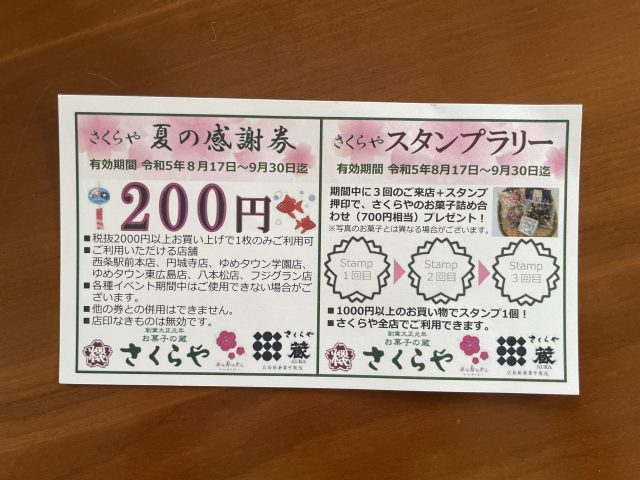 さくらや 夏の感謝券
有効期間 令和5年8月17日～9月30日迄
200円
■税抜2000円以上お買い上げで1枚のみご利用可
■ご利用いただける店舗
西条駅前本店、円城寺店、ゆめタウン学園店、
ゆめタウン東広島店、八本松店、フジグラン店
■各種イベント期間中はご使用できない場合がご
ざいます。
■他の券との併用はできません。
■店印なきものは無効です。
創業大正元年
お菓子の蔵
さくらや
さくらや
蔵
KURA
さくらや スタンプラリー
有効期間 令和5年8月17日～9月30日迄
期間中に３回のご来店＋スタンプ
押印で、さくらやのお菓子詰め合
わせ（700円相当）プレゼント！
※写真のお菓子とは異なる場合がございます。
Stamp
1回目
Stamp
2回目
Stamp
3回目
■1000円以上のお買い物でスタンプ1個！
■さくらや全店でご利用できます。
創業大正元年
お菓子の蔵
さくらや
さくらや
蔵
KURA